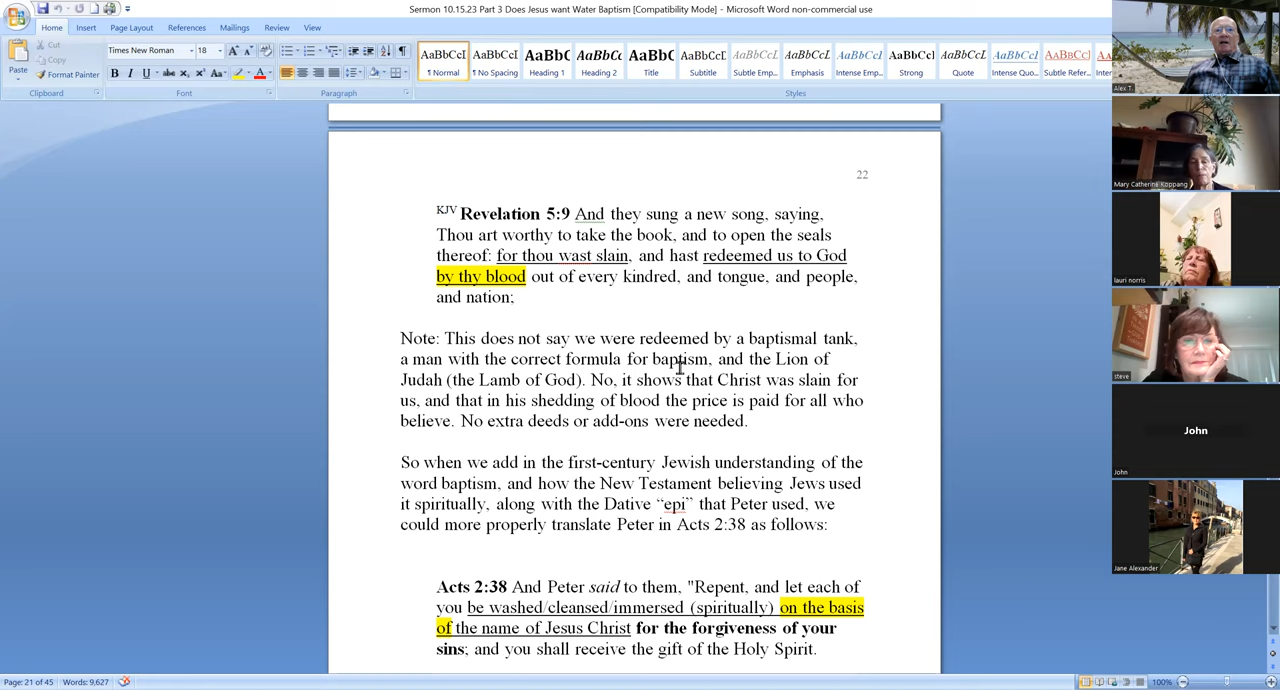 Sermon 10.15.23 Part 3 Does Jesus want Water Baptism [Compatibility Mode] - Microsoft Word non-commercial use
Home Insert Page Layout References Mailings Review View
Paste
Cut
Copy
Format Painter
Clipboard
Times New Roman 18
Font
Paragraph
AaBbCcI AaBbCcI AaBbC AaBbCc AaBbC AaBbCcI AaBbCcI AaBbCcI AaBbCcI AaBbCcI AaBbCcI AaBbCcI AaBbCcI
¶ Normal ¶ No Spacing Heading 1 Heading 2 Title Subtitle Subtle Emp... Emphasis Intense Emp... Strong Quote Intense Quo... Subtle Refer...
Styles
22
KJV Revelation 5:9 And they sung a new song, saying,
Thou art worthy to take the book, and to open the seals
thereof: for thou wast slain, and hast redeemed us to God
by thy blood out of every kindred, and tongue, and people,
and nation;
Note: This does not say we were redeemed by a baptismal tank,
a man with the correct formula for baptism, and the Lion of
Judah (the Lamb of God). No, it shows that Christ was slain for
us, and that in his shedding of blood the price is paid for all who
believe. No extra deeds or add-ons were needed.
So when we add in the first-century Jewish understanding of the
word baptism, and how the New Testament believing Jews used
it spiritually, along with the Dative “epi” that Peter used, we
could more properly translate Peter in Acts 2:38 as follows:
Acts 2:38 And Peter said to them, "Repent, and let each of
you be washed/cleansed/immersed (spiritually) on the basis
of the name of Jesus Christ for the forgiveness of your
sins; and you shall receive the gift of the Holy Spirit.
Page: 21 of 45 Words: 9,627
100%
Alex T.
Mary Catherine Koppang
lauri norris
steve
John
John
Jane Alexander